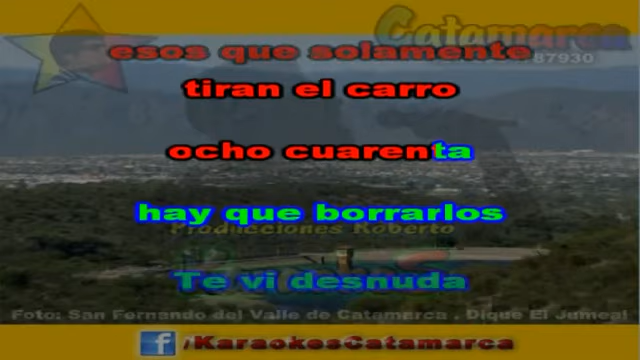 Catamarca
esos que solamente
87930
tiran el carro
ocho cuarenta
hay que borrarlos
Producciones Roberto
Te vi desnuda
Foto: San Fernando del Valle de Catamarca . Dique El Jumeal
f /KaraokesCatamarca